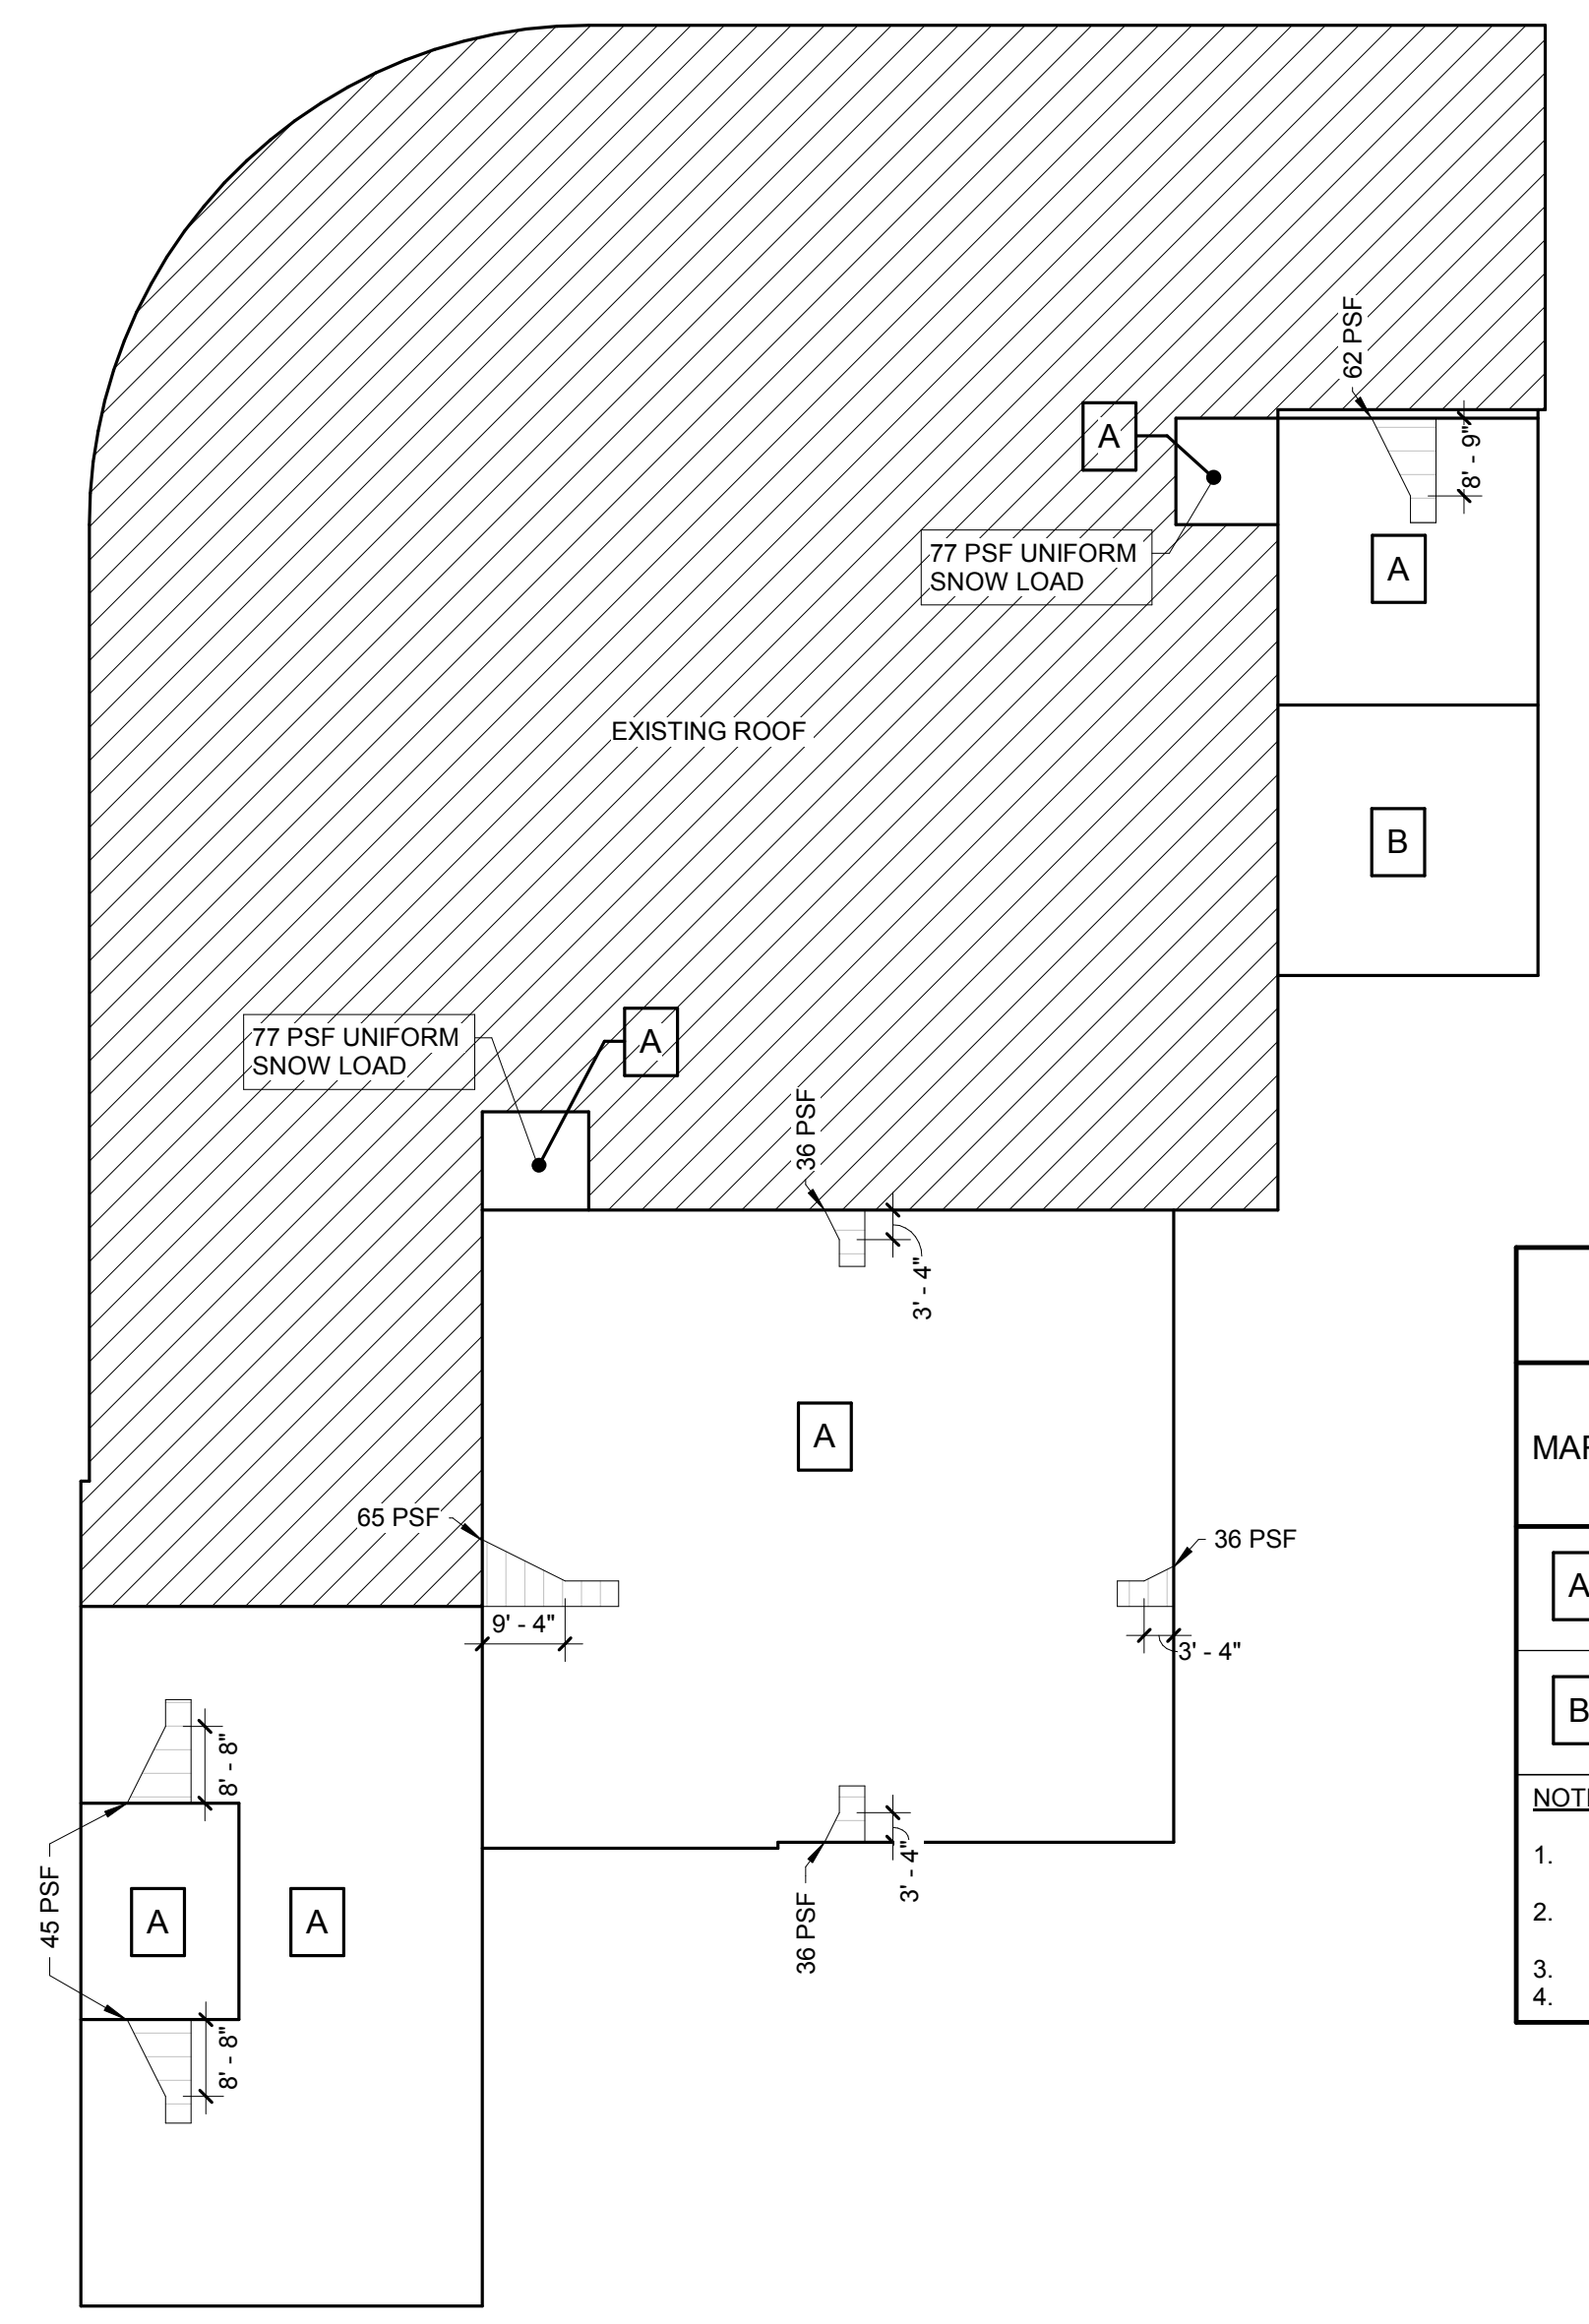 62 PSF
8' - 9"
A
77 PSF UNIFORM
SNOW LOAD
A
EXISTING ROOF
B
77 PSF UNIFORM
SNOW LOAD
A
36 PSF
3' - 4"
A
65 PSF
9' - 4"
36 PSF
3' - 4"
8' - 8"
45 PSF
A
A
8' - 8"
3' - 4"
36 PSF
A
B
1.
2.
3.
4.